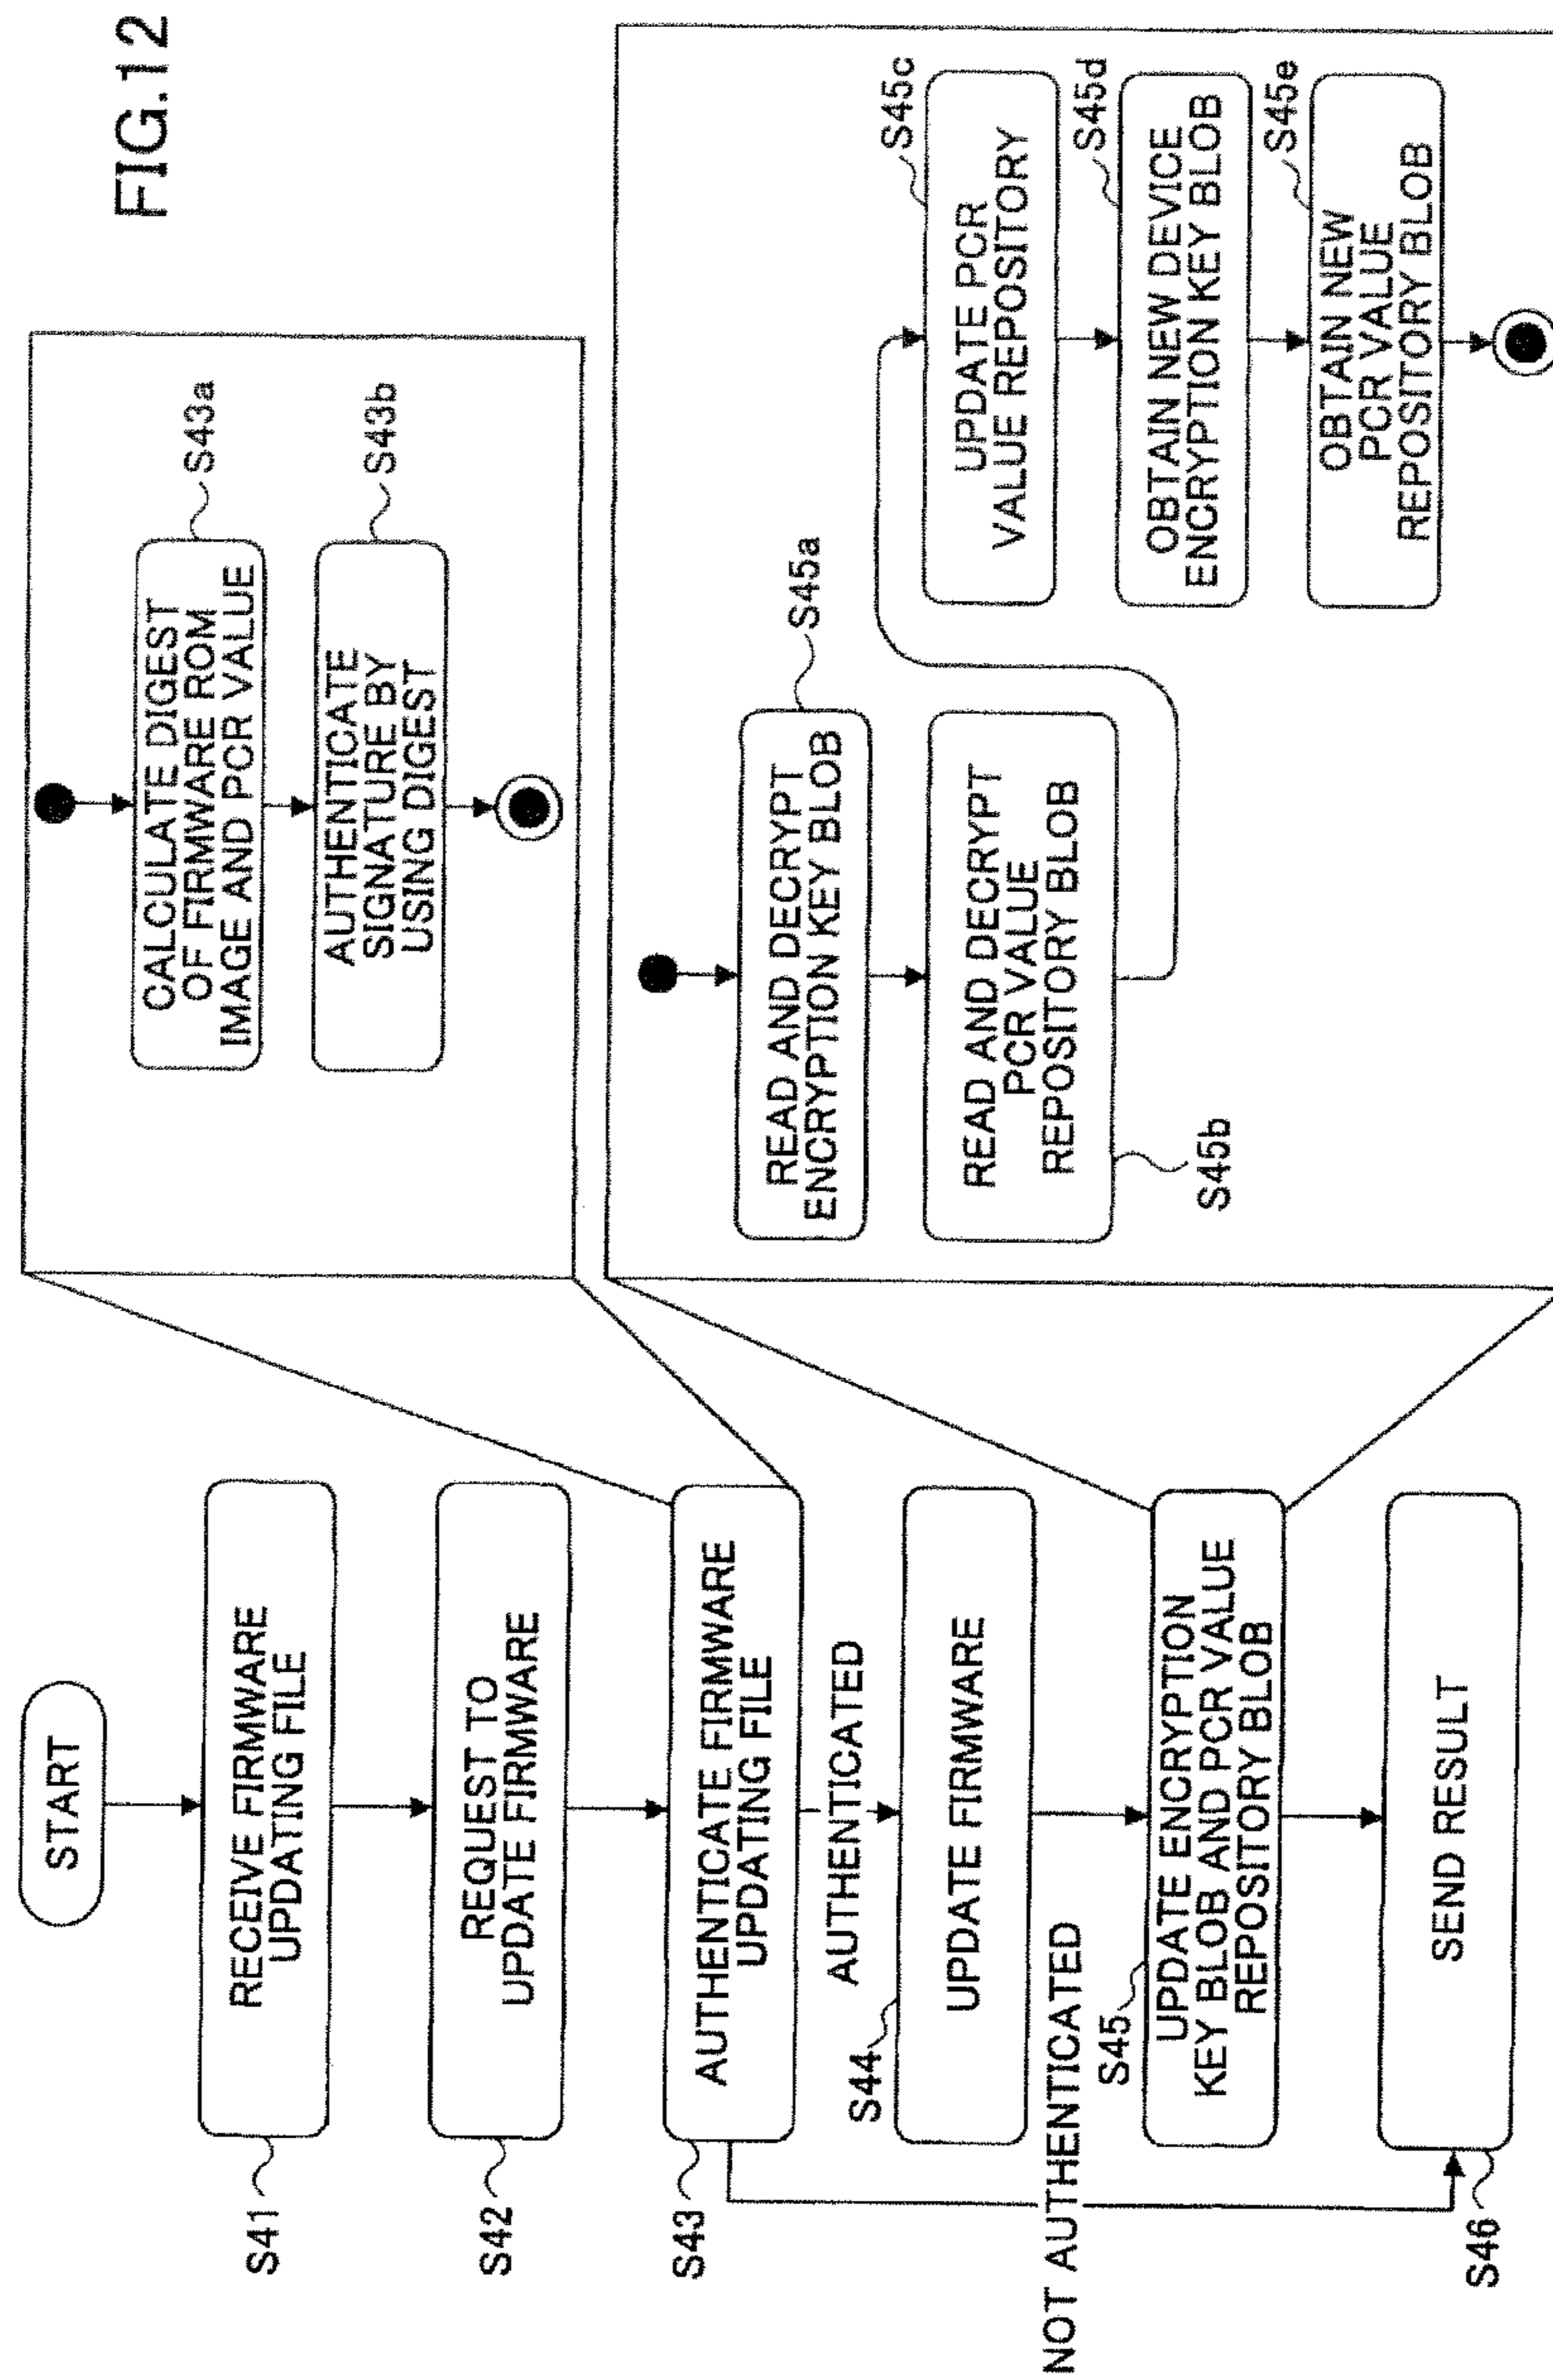 FIG.12
START
S41
RECEIVE FIRMWARE
UPDATING FILE
S42
REQUEST TO
UPDATE FIRMWARE
S43
AUTHENTICATE FIRMWARE
UPDATING FILE
AUTHENTICATED
S44
UPDATE FIRMWARE
NOT AUTHENTICATED
S45
UPDATE ENCRYPTION
KEY BLOB AND PCR VALUE
REPOSITORY BLOB
S46
SEND RESULT
CALCULATE DIGEST
OF FIRMWARE ROM
IMAGE AND PCR VALUE
S43a
AUTHENTICATE
SIGNATURE BY
USING DIGEST
S43b
READ AND DECRYPT
ENCRYPTION KEY BLOB
S45a
READ AND DECRYPT
PCR VALUE
REPOSITORY BLOB
S45b
UPDATE PCR
VALUE REPOSITORY
S45c
OBTAIN NEW DEVICE
ENCRYPTION KEY BLOB
S45d
OBTAIN NEW
PCR VALUE
REPOSITORY BLOB
S45e